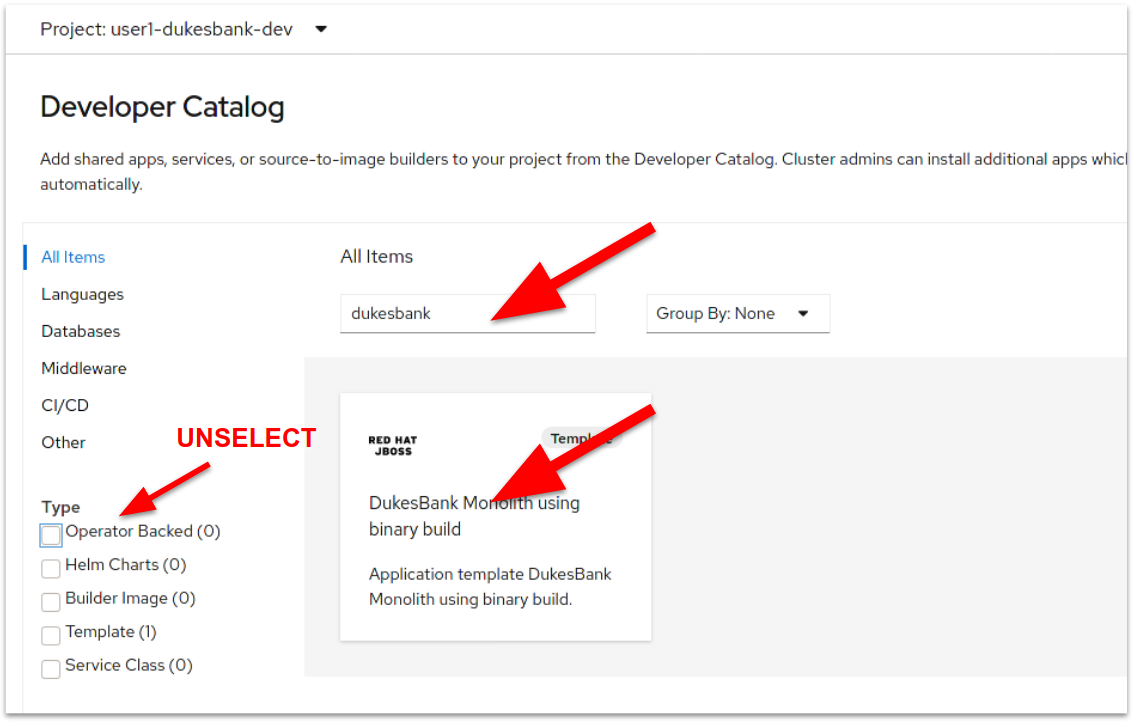 Project: user1-dukesbank-dev
Developer Catalog
Add shared apps, services, or source-to-image builders to your project from the Developer Catalog. Cluster admins can install additional apps
automatically.
All Items
Languages
Databases
Middleware
CI/CD
Other
UNSELECT
Type
Operator Backed (0)
Helm Charts (0)
Builder Image (0)
Template (1)
Service Class (0)
All Items
dukesbank
Group By: None
RED HAT
JBOSS
Template
DukesBank Monolith using
binary build
Application template DukesBank
Monolith using binary build.